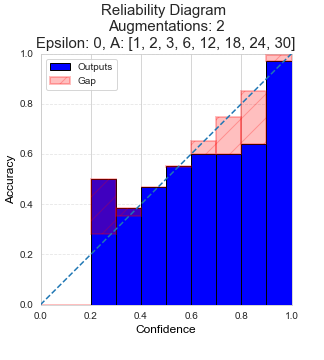 Reliability Diagram
Augmentations: 2
Epsilon: 0, A: [1, 2, 3, 6, 12, 18, 24, 30]
1.0
0.8
0.6
0.4
0.2
0.0
Accuracy
Outputs
Gap
0.0 0.2 0.4 0.6 0.8 1.0
Confidence